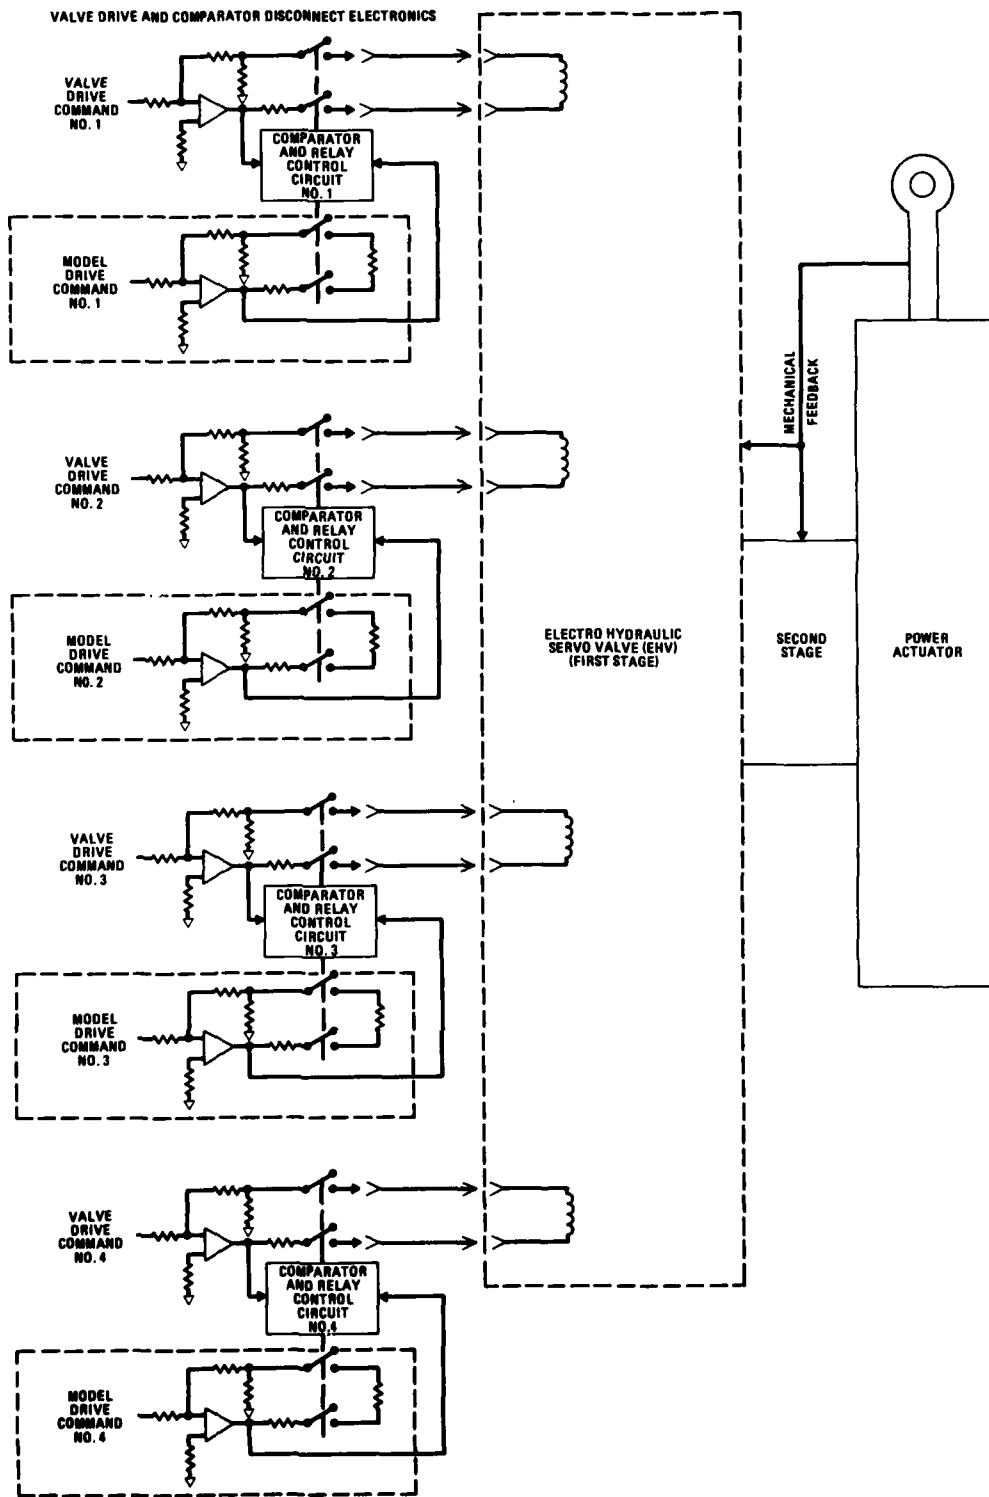 VALVE DRIVE AND COMPARATOR DISCONNECT ELECTRONICS
VALVE
DRIVE
COMMAND
NO. 1
COMPARATOR
AND RELAY
CONTROL
CIRCUIT
NO. 1
MODEL
DRIVE
COMMAND
NO. 1
VALVE
DRIVE
COMMAND
NO. 2
COMPARATOR
AND RELAY
CONTROL
CIRCUIT
NO. 2
MODEL
DRIVE
COMMAND
NO. 2
VALVE
DRIVE
COMMAND
NO. 3
COMPARATOR
AND RELAY
CONTROL
CIRCUIT
NO. 3
MODEL
DRIVE
COMMAND
NO. 3
VALVE
DRIVE
COMMAND
NO. 4
COMPARATOR
AND RELAY
CONTROL
CIRCUIT
NO. 4
MODEL
DRIVE
COMMAND
NO. 4
ELECTRO HYDRAULIC
SERVO VALVE (EHV)
(FIRST STAGE)
MECHANICAL
FEEDBACK
SECOND
STAGE
POWER
ACTUATOR